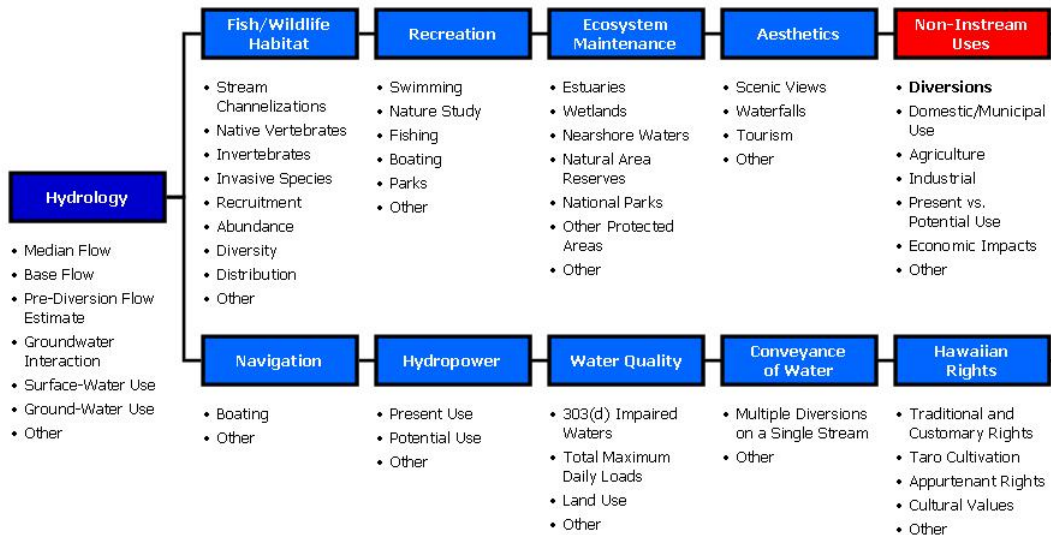 Hydrology
• Median Flow
• Base Flow
• Pre-Diversion Flow
Estimate
• Groundwater
Interaction
• Surface-Water Use
• Ground-Water Use
• Other
Fish/Wildlife
Habitat
• Stream
Channelizations
• Native Vertebrates
• Invertebrates
• Invasive Species
• Recruitment
• Abundance
• Diversity
• Distribution
• Other
Recreation
• Swimming
• Nature Study
• Fishing
• Boating
• Parks
• Other
Ecosystem
Maintenance
• Estuaries
• Wetlands
• Nearshore Waters
• Natural Area
Reserves
• National Parks
• Other Protected
Areas
• Other
Aesthetics
• Scenic Views
• Waterfalls
• Tourism
• Other
Non-Instream
Uses
• Diversions
• Domestic/Municipal
Use
• Agriculture
• Industrial
• Present vs.
Potential Use
• Economic Impacts
• Other
Navigation
• Boating
• Other
Hydropower
• Present Use
• Potential Use
• Other
Water Quality
• 303(d) Impaired
Waters
• Total Maximum
Daily Loads
• Land Use
• Other
Conveyance
of Water
• Multiple Diversions
on a Single Stream
• Other
Hawaiian
Rights
• Traditional and
Customary Rights
• Taro Cultivation
• Appurtenant Rights
• Cultural Values
• Other